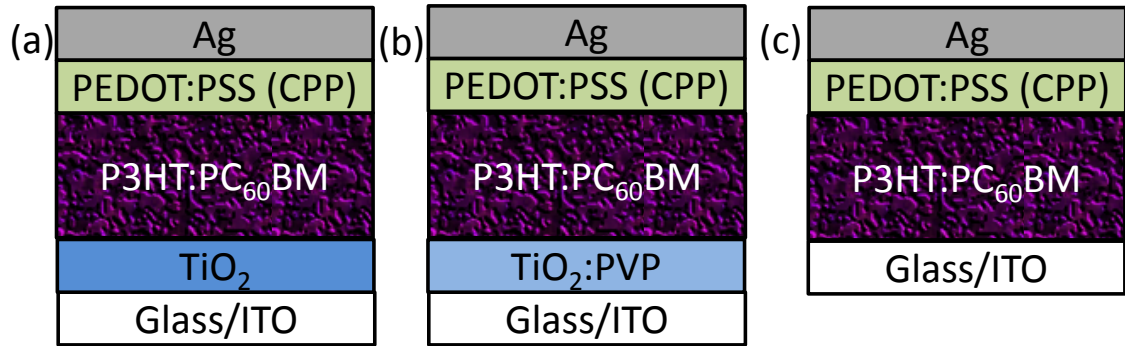 (a)
Ag
PEDOT:PSS (CPP)
P3HT:PC₆₀BM
TiO₂
Glass/ITO
(b)
Ag
PEDOT:PSS (CPP)
P3HT:PC₆₀BM
TiO₂:PVP
Glass/ITO
(c)
PEDOT:PSS (CPP)
Ag
P3HT:PC₆₀BM
Glass/ITO